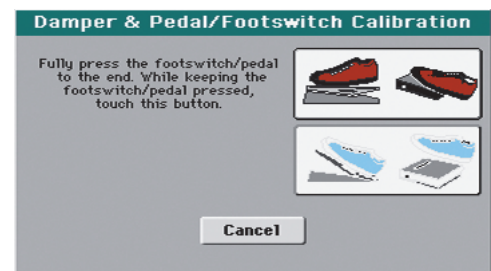 Damper & Pedal/Footswitch Calibration
Fully press the footswitch/pedal
to the end. While keeping the
footswitch/pedal pressed,
touch this button.
Cancel